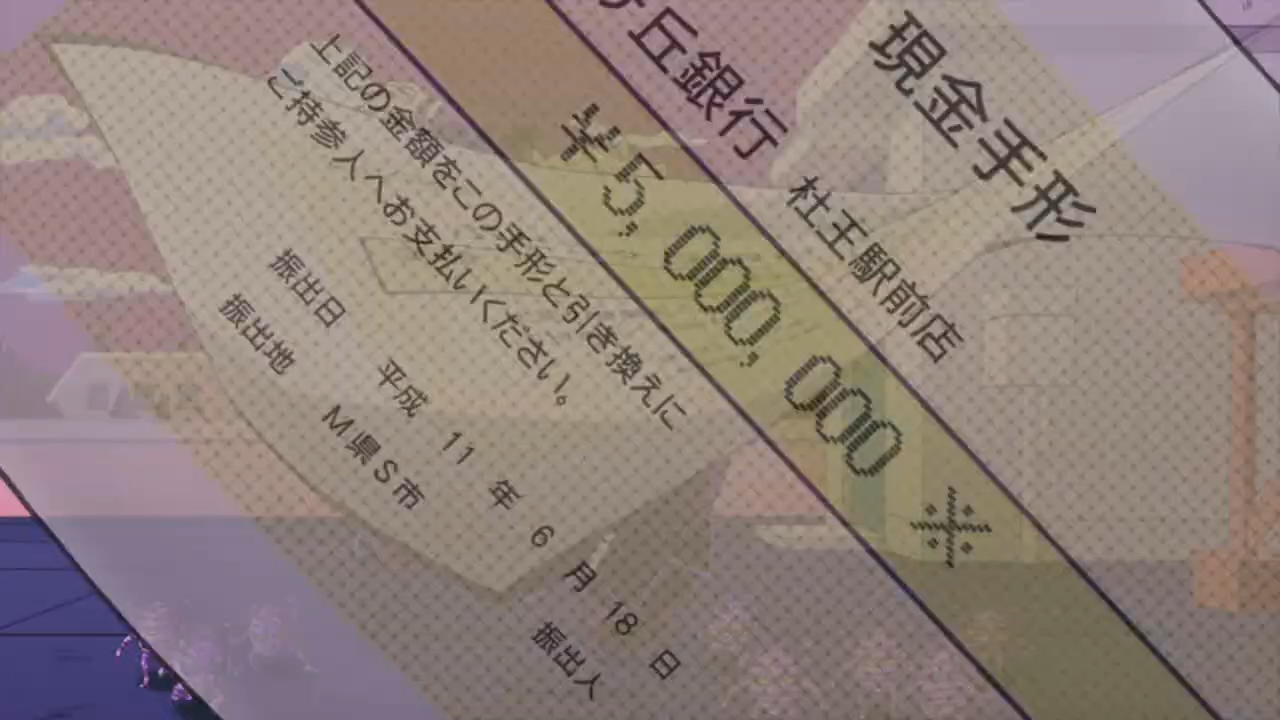 現金手形
ケ丘銀行 杜王駅前店
¥5,000,000※
上記の金額をこの手形と引き換えに
ご持参人へお支払いください。
振出日 平成 11 年 6 月 18 日
振出地 M県S市
振出人